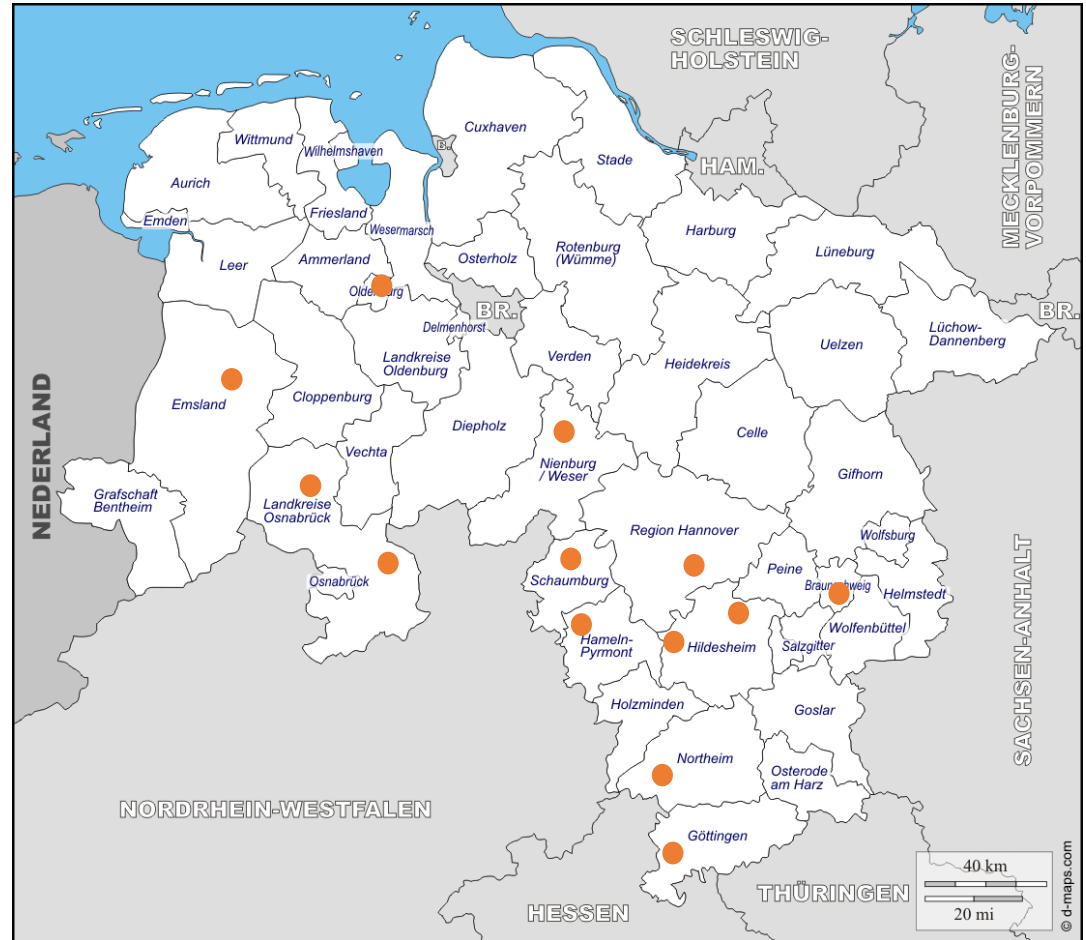 SCHLESWIG-
HOLSTEIN
MECKLENBURG-
VORPOMMERN
Cuxhaven
Wittmund
Wilhelmshaven
B.
Stade
HAM.
Aurich
Emden
Friesland
Wesermarsch
Harburg
Lüneburg
Rotenburg
(Wümme)
Leer
Ammerland
Osterholz
Oldenburg
BR.
BR.
Delmenhorst
Lüchow-
Dannenberg
Landkreise
Oldenburg
Verden
Heidekreis
Uelzen
NEDERLAND
Emsland
Cloppenburg
Diepholz
Celle
Vechta
Nienburg
/ Weser
Gifhorn
Grafschaft
Bentheim
Landkreise
Osnabrück
Region Hannover
Wolfsburg
Osnabrück
Schaumburg
Peine
Braunschweig
Helmstedt
SACHSEN-ANHALT
Hameln-
Pyrmont
Hildesheim
Salzgitter
Wolfenbüttel
Holzminden
Goslar
Northeim
Osterode
am Harz
NORDRHEIN-WESTFALEN
Göttingen
HESSEN
THÜRINGEN
40 km
20 mi
© d-maps.com